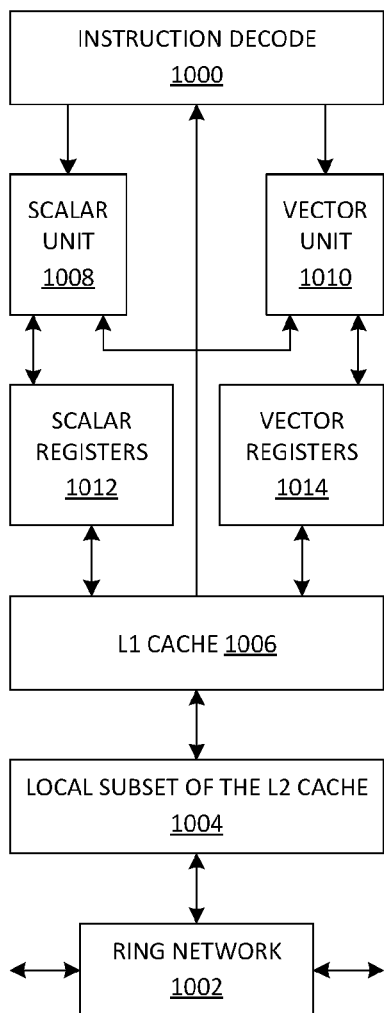 INSTRUCTION DECODE
1000
SCALAR
UNIT
1008
VECTOR
UNIT
1010
SCALAR
REGISTERS
1012
VECTOR
REGISTERS
1014
L1 CACHE 1006
LOCAL SUBSET OF THE L2 CACHE
1004
RING NETWORK
1002